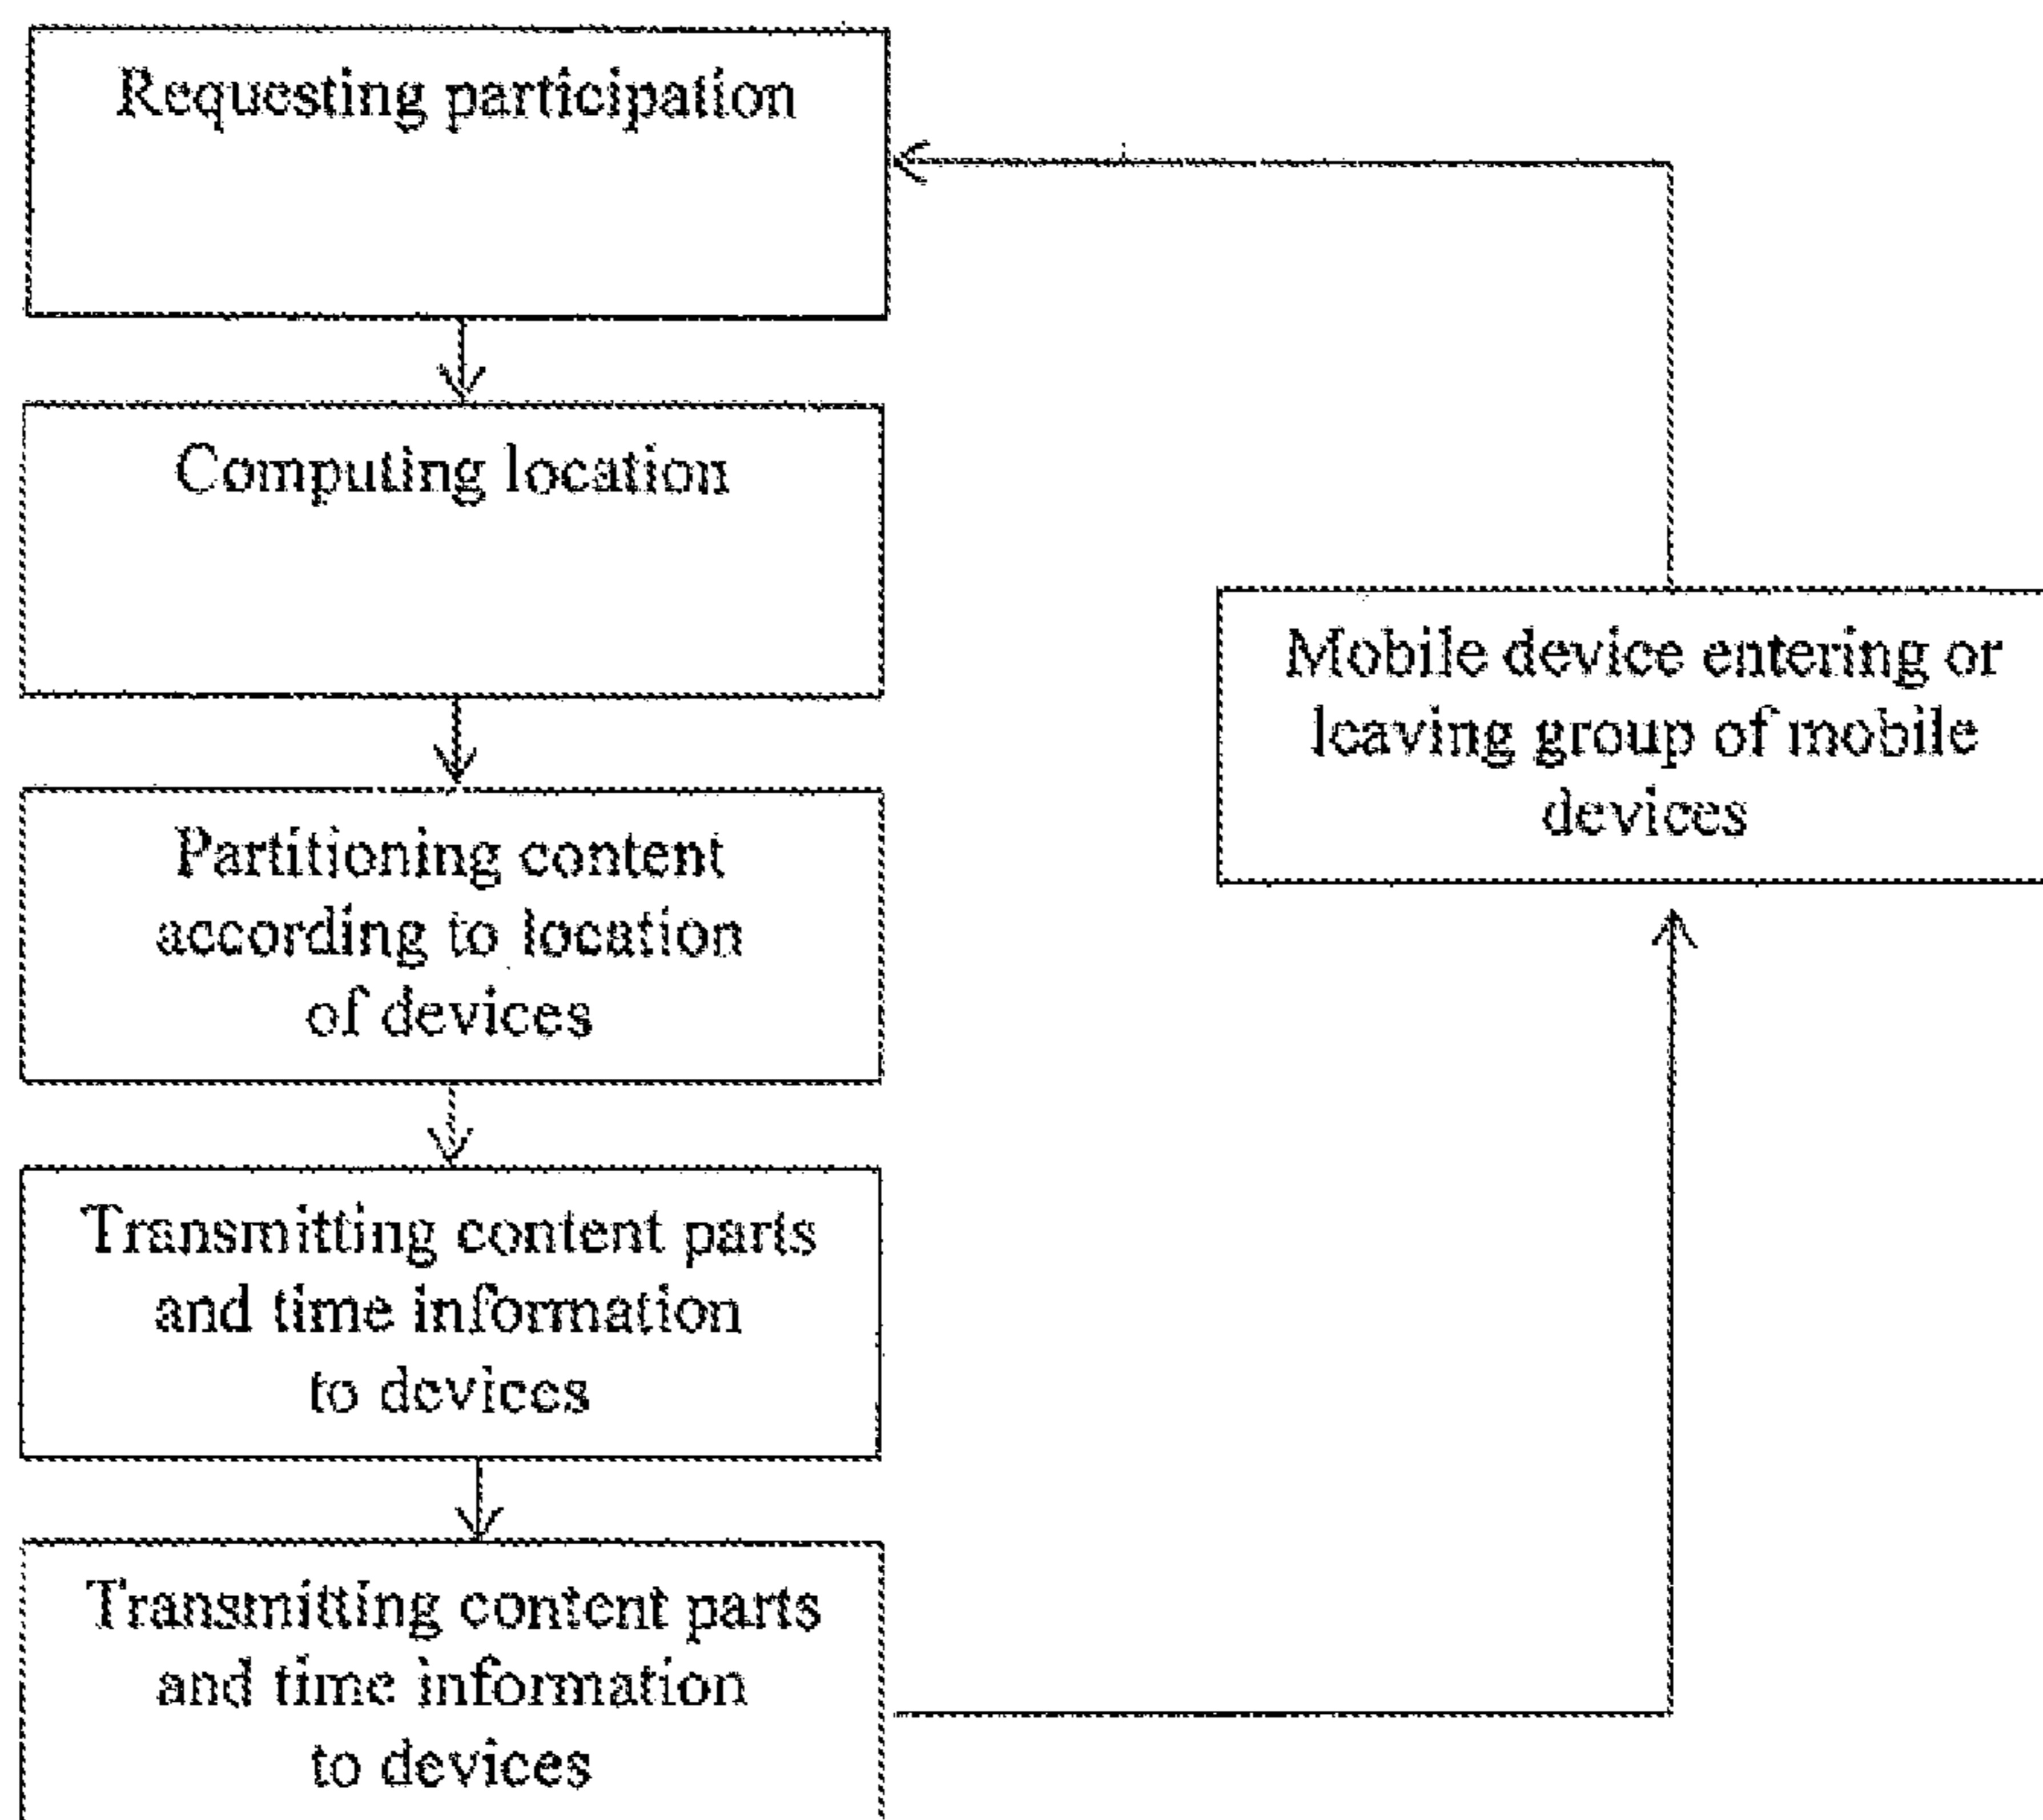 Requesting participation
Computing location
Partitioning content
according to location
of devices
Transmitting content parts
and time information
to devices
Transmitting content parts
and time information
to devices
Mobile device entering or
leaving group of mobile
devices